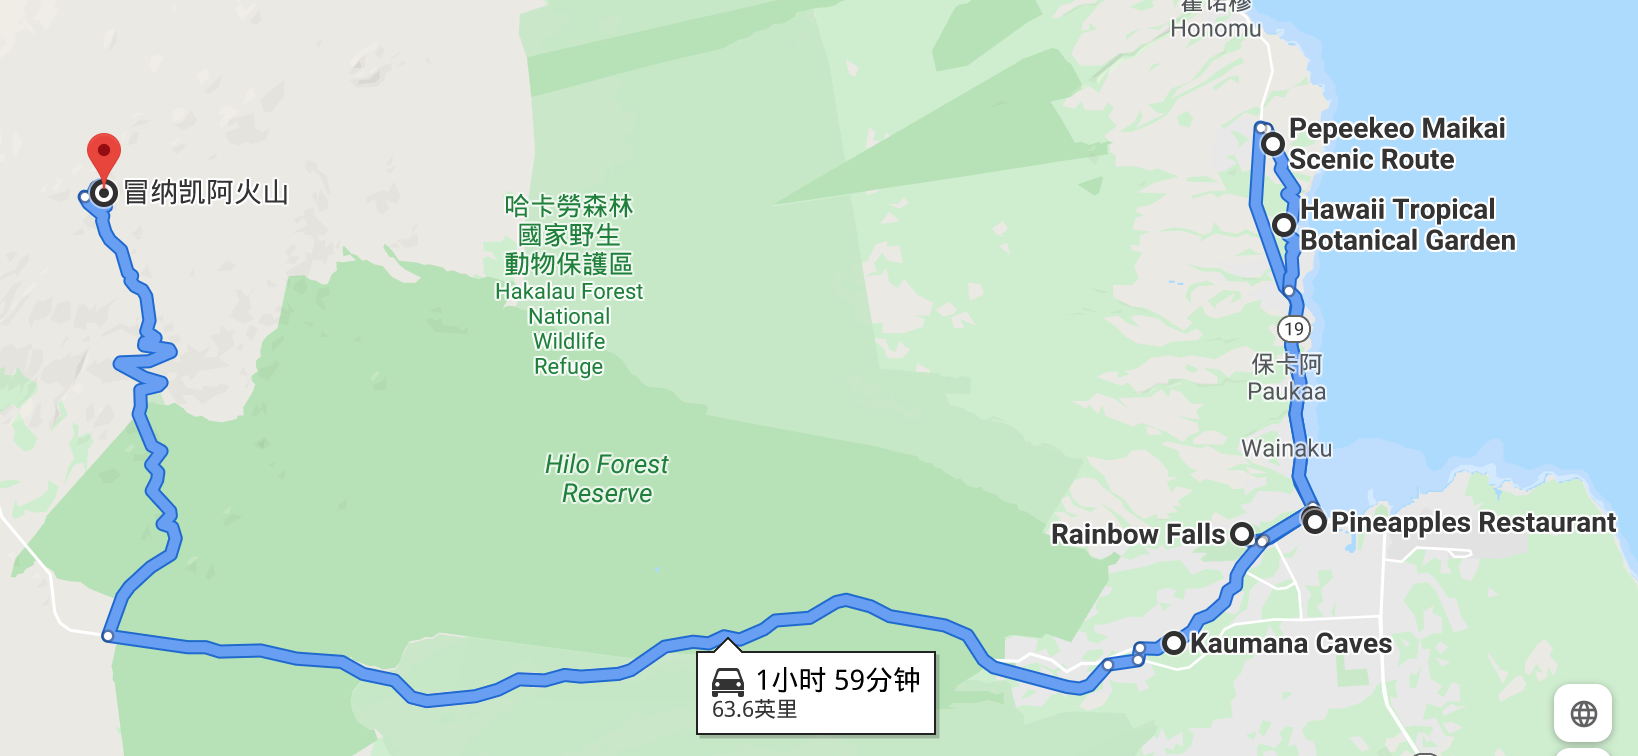 霍诺穆
Honomu
Pepeekeo Maikai
Scenic Route
冒纳凯阿火山
哈卡勞森林
國家野生
動物保護區
Hakalau Forest
National
Wildlife
Refuge
Hawaii Tropical
Botanical Garden
19
保卡阿
Paukaa
Wainaku
Hilo Forest
Reserve
Rainbow Falls
Pineapples Restaurant
Kaumana Caves
1小时 59分钟
63.6英里